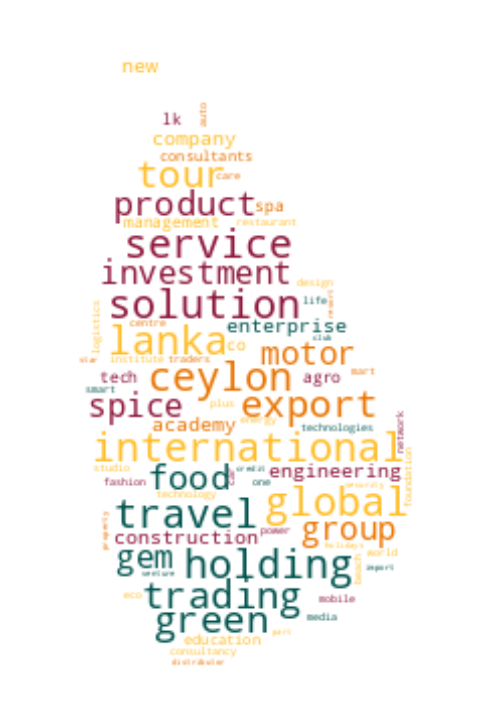 new
auto
lk
company
consultants
tour
care
product
spa
management
restaurant
service
investment
design
solution
life
resort
logistics
centre
enterprise
club
lanka
co
motor
star
institute
traders
mart
tech
ceylon
agro
smart
spice
plus
export
network
academy
energy
technologies
international
studio
food
car
credit
engineering
foundation
fashion
one
security
technology
global
travel
property
group
construction
power
holidays
gem
holding
beach
world
venture
import
eco
trading
mobile
green
media
education
port
consultancy
distributor